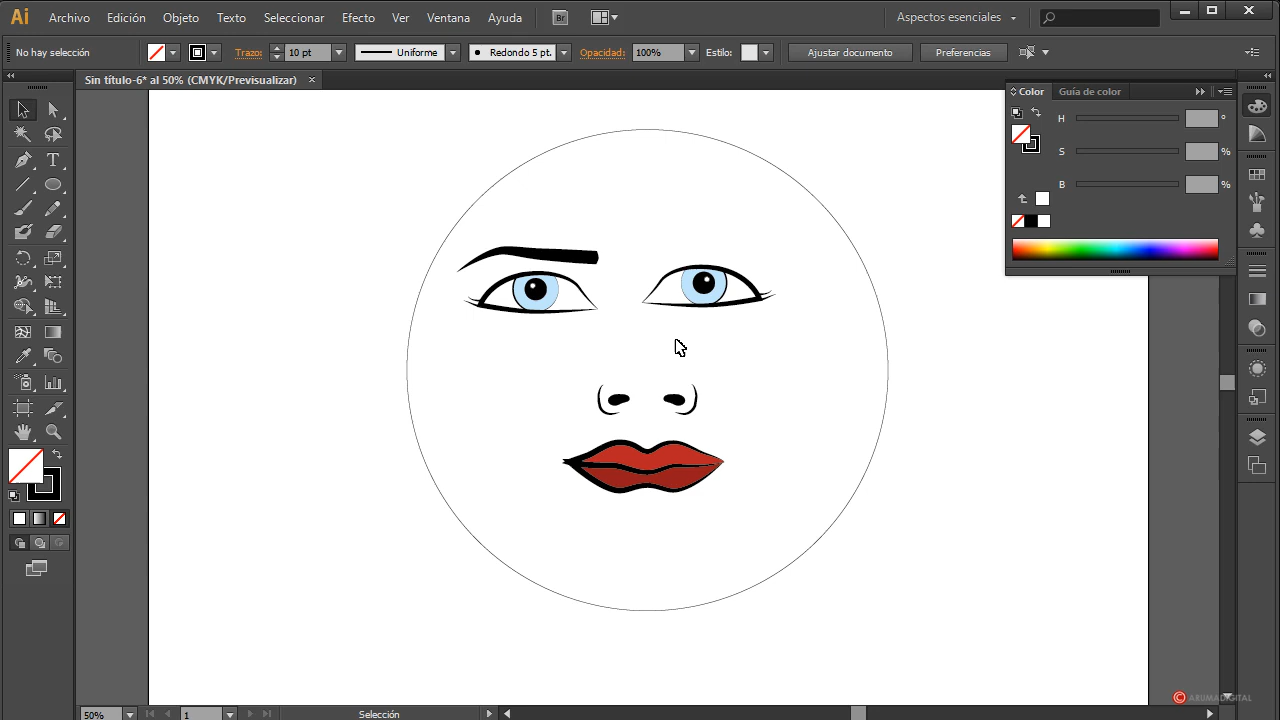 Ai Archivo Edición Objeto Texto Seleccionar Efecto Ver Ventana Ayuda Br Aspectos esenciales
No hay selección Trazo: 10 pt Uniforme Redondo 5 pt. Opacidad: 100% Estilo: Ajustar documento Preferencias
Sin título-6* al 50% (CMYK/Previsualizar) ×
Color Guía de color
H °
S %
B %
T
© ARUMADIGITAL
50% 1 Selección